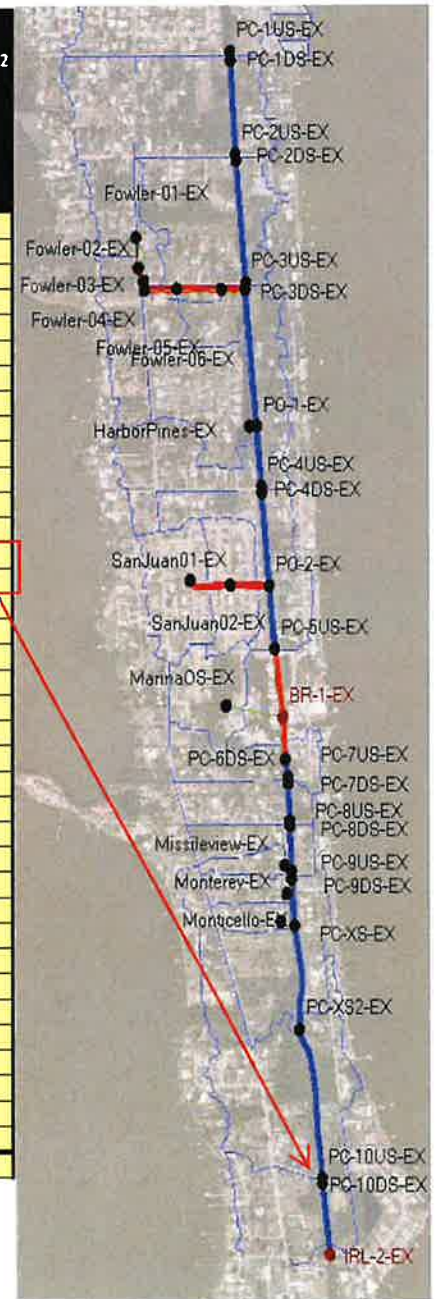 2
PC-1US-EX
PC-1DS-EX
PC-2US-EX
PC-2DS-EX
Fowler-01-EX
Fowler-02-EX
PC-3US-EX
Fowler-03-EX
PC-3DS-EX
Fowler-04-EX
Fowler-05-EX
Fowler-06-EX
PO-1-EX
HarborPines-EX
PC-4US-EX
PC-4DS-EX
SanJuan01-EX
PO-2-EX
SanJuan02-EX
PC-5US-EX
MarinaOS-EX
BR-1-EX
PC-6DS-EX
PC-7US-EX
PC-7DS-EX
PC-8US-EX
PC-8DS-EX
Missileview-EX
PC-9US-EX
Monterey-EX
PC-9DS-EX
Monticello-EX
PC-XS-EX
PC-XS2-EX
PC-10US-EX
PC-10DS-EX
IRL-2-EX